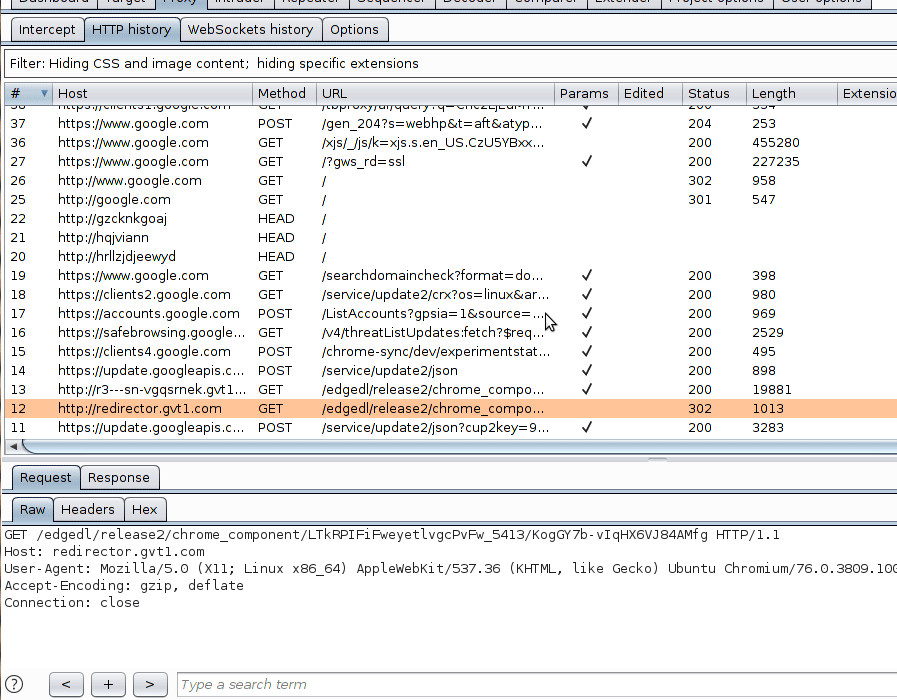 Dashboard Target Proxy Intruder Repeater Sequencer Decoder Comparer Extender Project options User options
Intercept HTTP history WebSockets history Options
Filter: Hiding CSS and image content; hiding specific extensions
# Host Method URL Params Edited Status Length Extensio
38 https://clients1.google.com GET 200
37 https://www.google.com POST /gen_204?s=webhp&t=aft&atyp... ✓ 204 253
36 https://www.google.com GET /xjs/_/js/k=xjs.s.en_US.CzU5YBxx... 200 455280
27 https://www.google.com GET /?gws_rd=ssl ✓ 200 227235
26 http://www.google.com GET / 302 958
25 http://google.com GET / 301 547
22 http://gzcknkgoaj HEAD /
21 http://hqjviann HEAD /
20 http://hrllzjdjeewyd HEAD /
19 https://www.google.com GET /searchdomaincheck?format=do... ✓ 200 398
18 https://clients2.google.com GET /service/update2/crx?os=linux&ar... ✓ 200 980
17 https://accounts.google.com POST /ListAccounts?gpsia=1&source=... ✓ 200 969
16 https://safebrowsing.google... GET /v4/threatListUpdates:fetch?$req... ✓ 200 2529
15 https://clients4.google.com POST /chrome-sync/dev/experimentstat... ✓ 200 495
14 https://update.googleapis.c... POST /service/update2/json ✓ 200 898
13 http://r3---sn-vgqsrnek.gvt1... GET /edgedl/release2/chrome_compo... ✓ 200 19881
12 http://redirector.gvt1.com GET /edgedl/release2/chrome_compo... 302 1013
11 https://update.googleapis.c... POST /service/update2/json?cup2key=9... ✓ 200 3283
Request Response
Raw Headers Hex
GET /edgedl/release2/chrome_component/LTkRPIFiFweyetlvgcPvFw_5413/KogGY7b-vIqHX6VJ84AMfg HTTP/1.1
Host: redirector.gvt1.com
User-Agent: Mozilla/5.0 (X11; Linux x86_64) AppleWebKit/537.36 (KHTML, like Gecko) Ubuntu Chromium/76.0.3809.100
Accept-Encoding: gzip, deflate
Connection: close
? < + > Type a search term